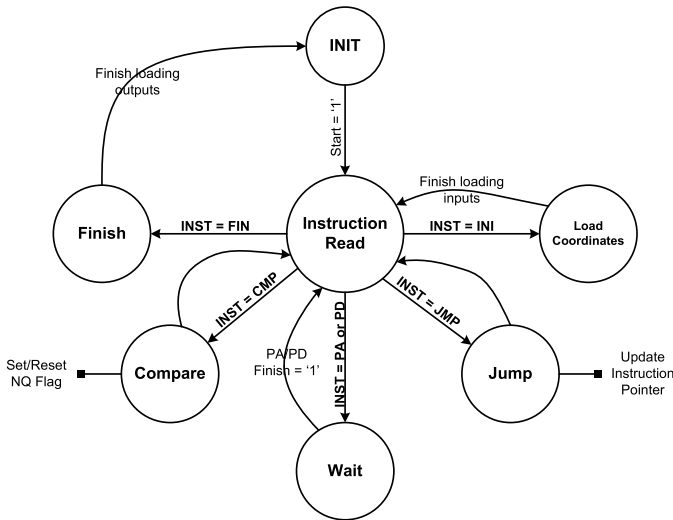 INIT
Finish loading
outputs
Start = ‘1’
Finish loading
inputs
Finish
INST = FIN
Instruction
Read
INST = INI
Load
Coordinates
INST = CMP
INST = PA or PD
INST = JMP
Set/Reset
NQ Flag
Compare
PA/PD
Finish = ‘1’
Jump
Update
Instruction
Pointer
Wait